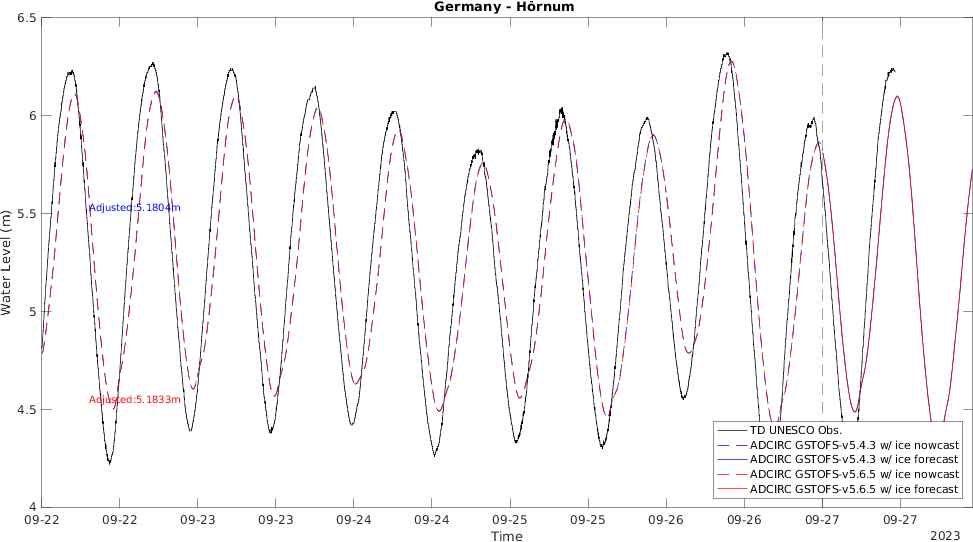 Germany - Hörnum
6.5
6
5.5
5
4.5
4
Water Level (m)
Adjusted:5.1804m
Adjusted:5.1833m
TD UNESCO Obs.
ADCIRC GSTOFS-v5.4.3 w/ ice nowcast
ADCIRC GSTOFS-v5.4.3 w/ ice forecast
ADCIRC GSTOFS-v5.6.5 w/ ice nowcast
ADCIRC GSTOFS-v5.6.5 w/ ice forecast
09-22 09-22 09-23 09-23 09-24 09-24 09-25 09-25 09-26 09-26 09-27 09-27
Time
2023